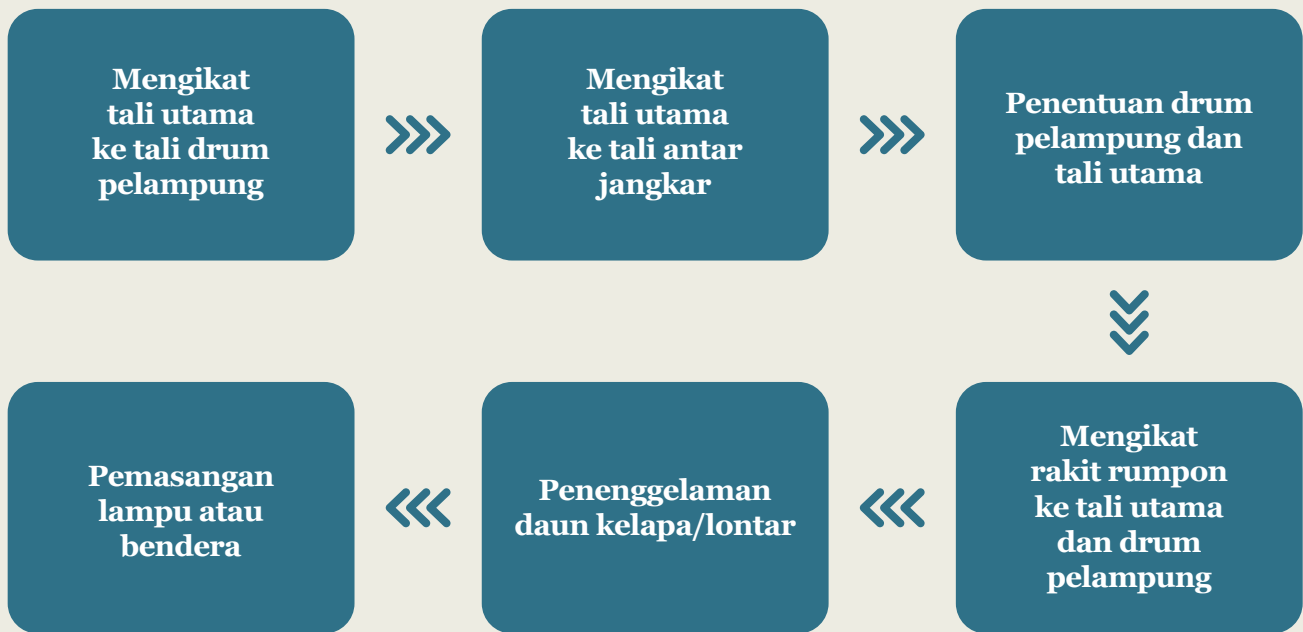 Mengikat
tali utama
ke tali drum
pelampung
Mengikat
tali utama
ke tali antar
jangkar
Penentuan drum
pelampung dan
tali utama
Mengikat
rakit rumpon
ke tali utama
dan drum
pelampung
Penenggelaman
daun kelapa/lontar
Pemasangan
lampu atau
bendera